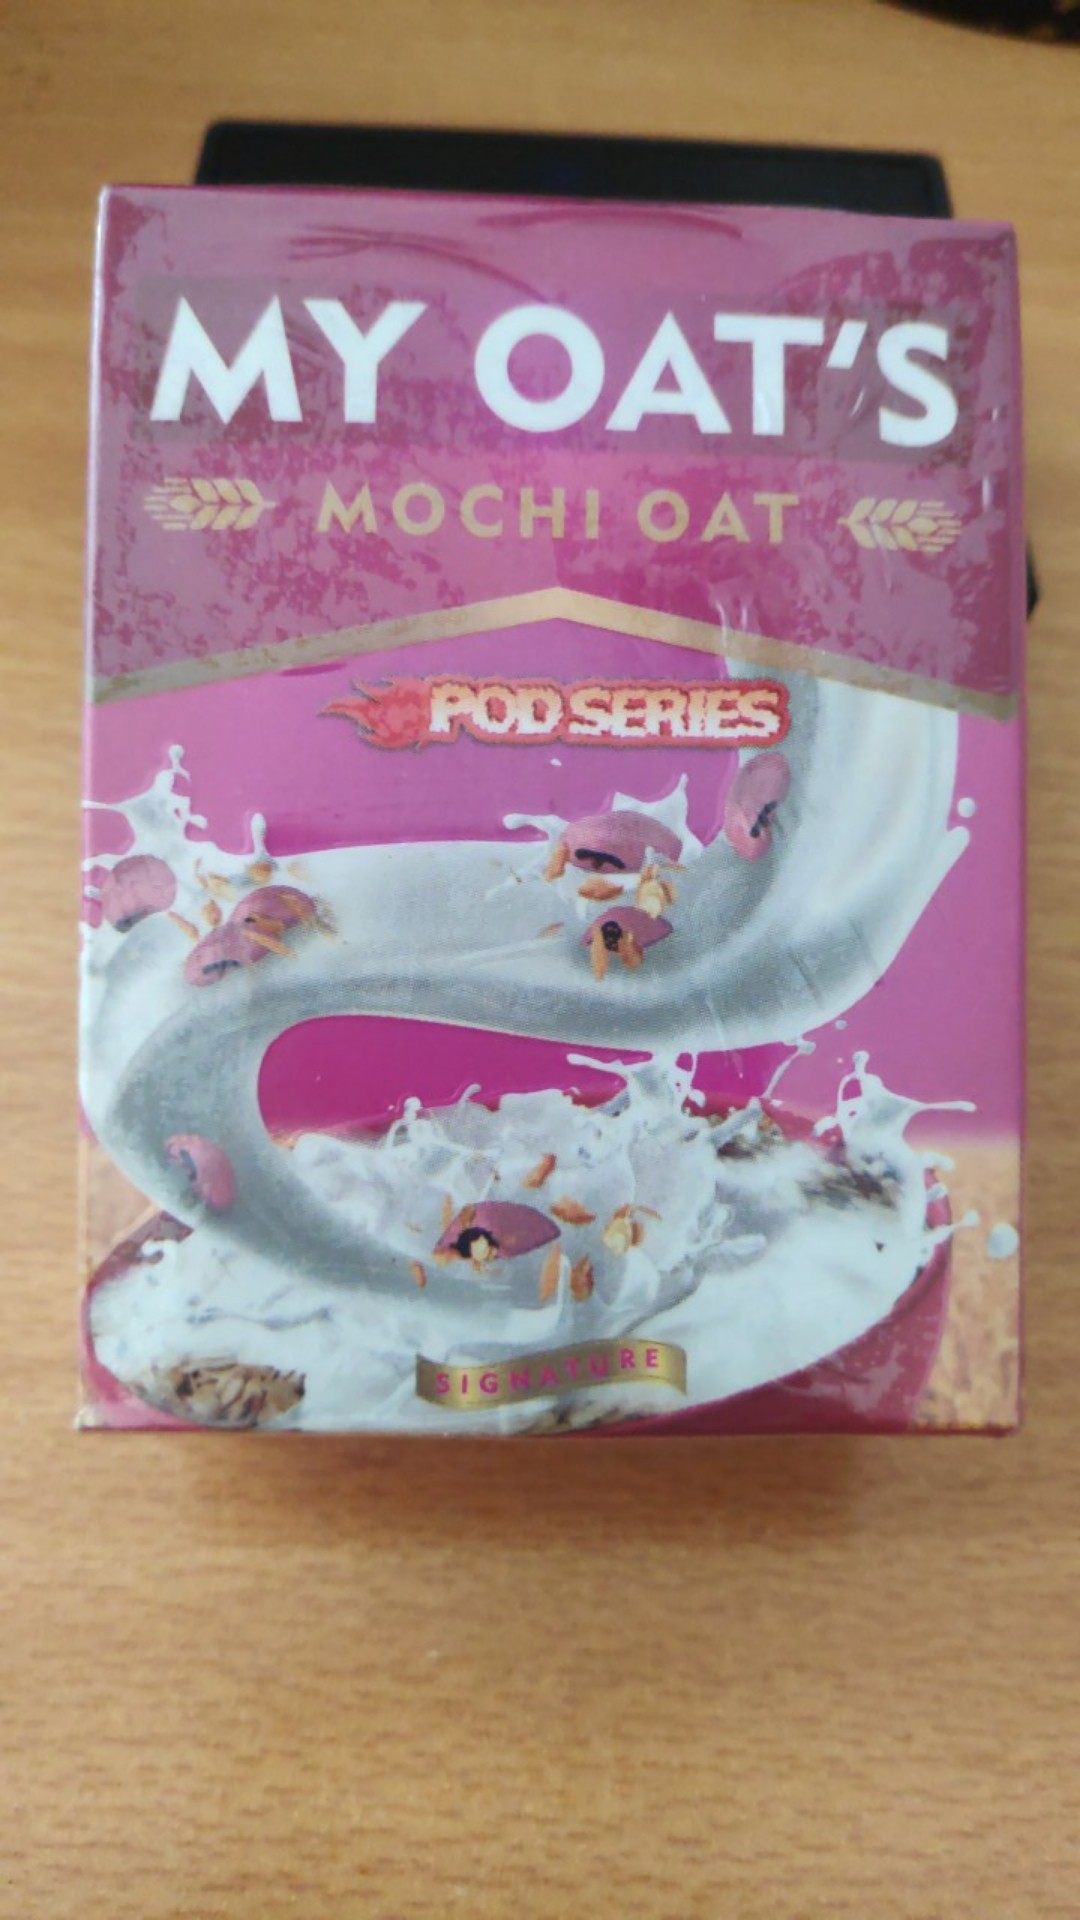 MY OAT'S
MOCHI OAT
POD SERIES
SIGNATURE